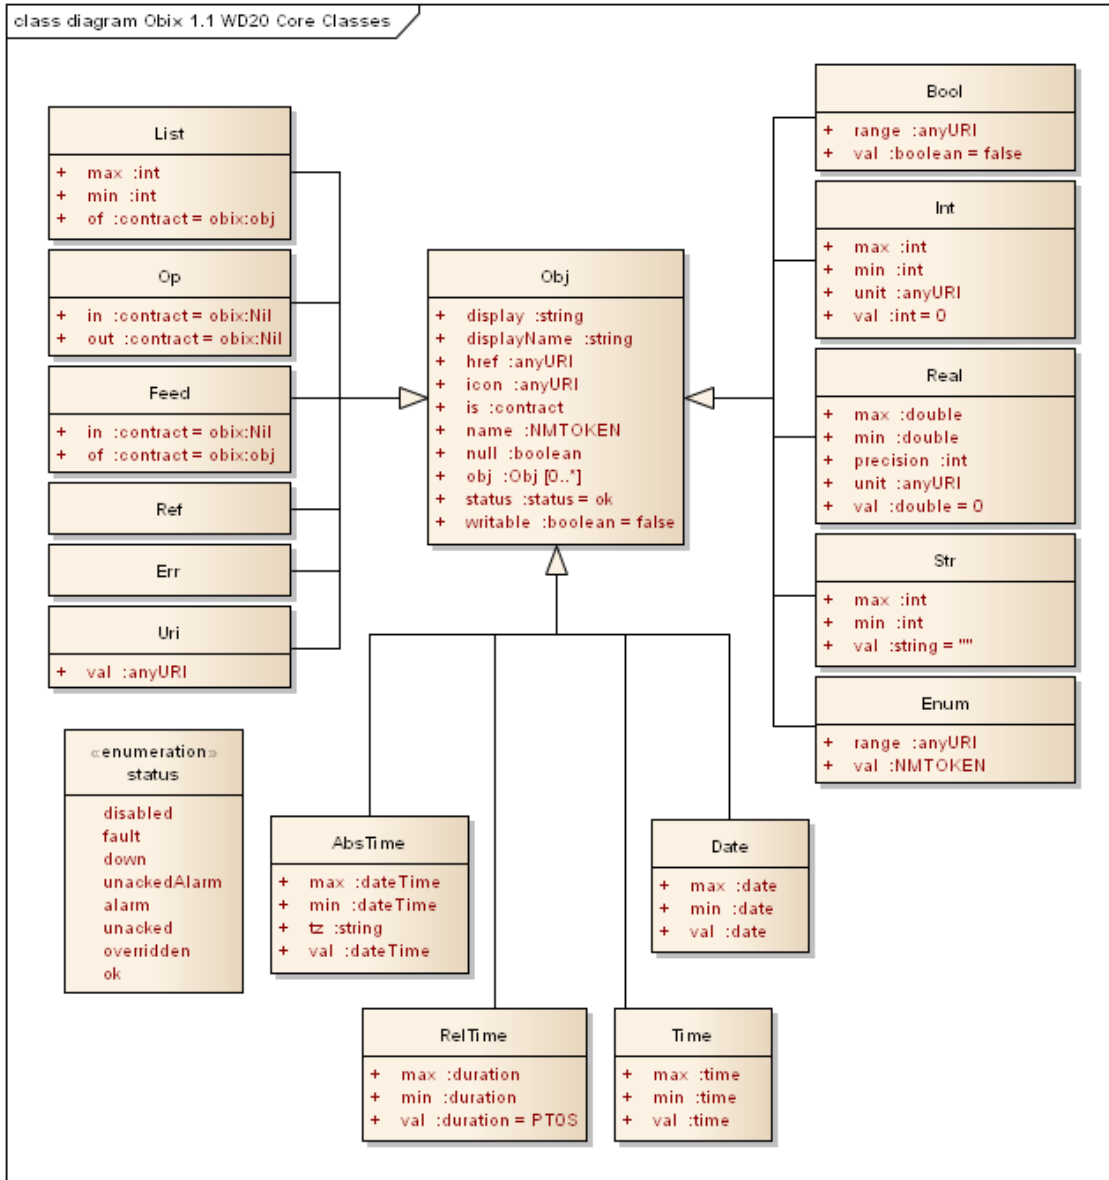 class diagram Obix 1.1 WD20 Core Classes
List
+ max :int
+ min :int
+ of :contract = obix:obj
Op
+ in :contract = obix:Nil
+ out :contract = obix:Nil
Feed
+ in :contract = obix:Nil
+ of :contract = obix:obj
Ref
Err
Uri
+ val :anyURI
«enumeration»
status
disabled
fault
down
unackedAlarm
alarm
unacked
overridden
ok
Obj
+ display :string
+ displayName :string
+ href :anyURI
+ icon :anyURI
+ is :contract
+ name :NMTOKEN
+ null :boolean
+ obj :Obj [0..*]
+ status :status = ok
+ writable :boolean = false
Bool
+ range :anyURI
+ val :boolean = false
Int
+ max :int
+ min :int
+ unit :anyURI
+ val :int = 0
Real
+ max :double
+ min :double
+ precision :int
+ unit :anyURI
+ val :double = 0
Str
+ max :int
+ min :int
+ val :string = ""
Enum
+ range :anyURI
+ val :NMTOKEN
AbsTime
+ max :dateTime
+ min :dateTime
+ tz :string
+ val :dateTime
Date
+ max :date
+ min :date
+ val :date
RelTime
+ max :duration
+ min :duration
+ val :duration = PT0S
Time
+ max :time
+ min :time
+ val :time